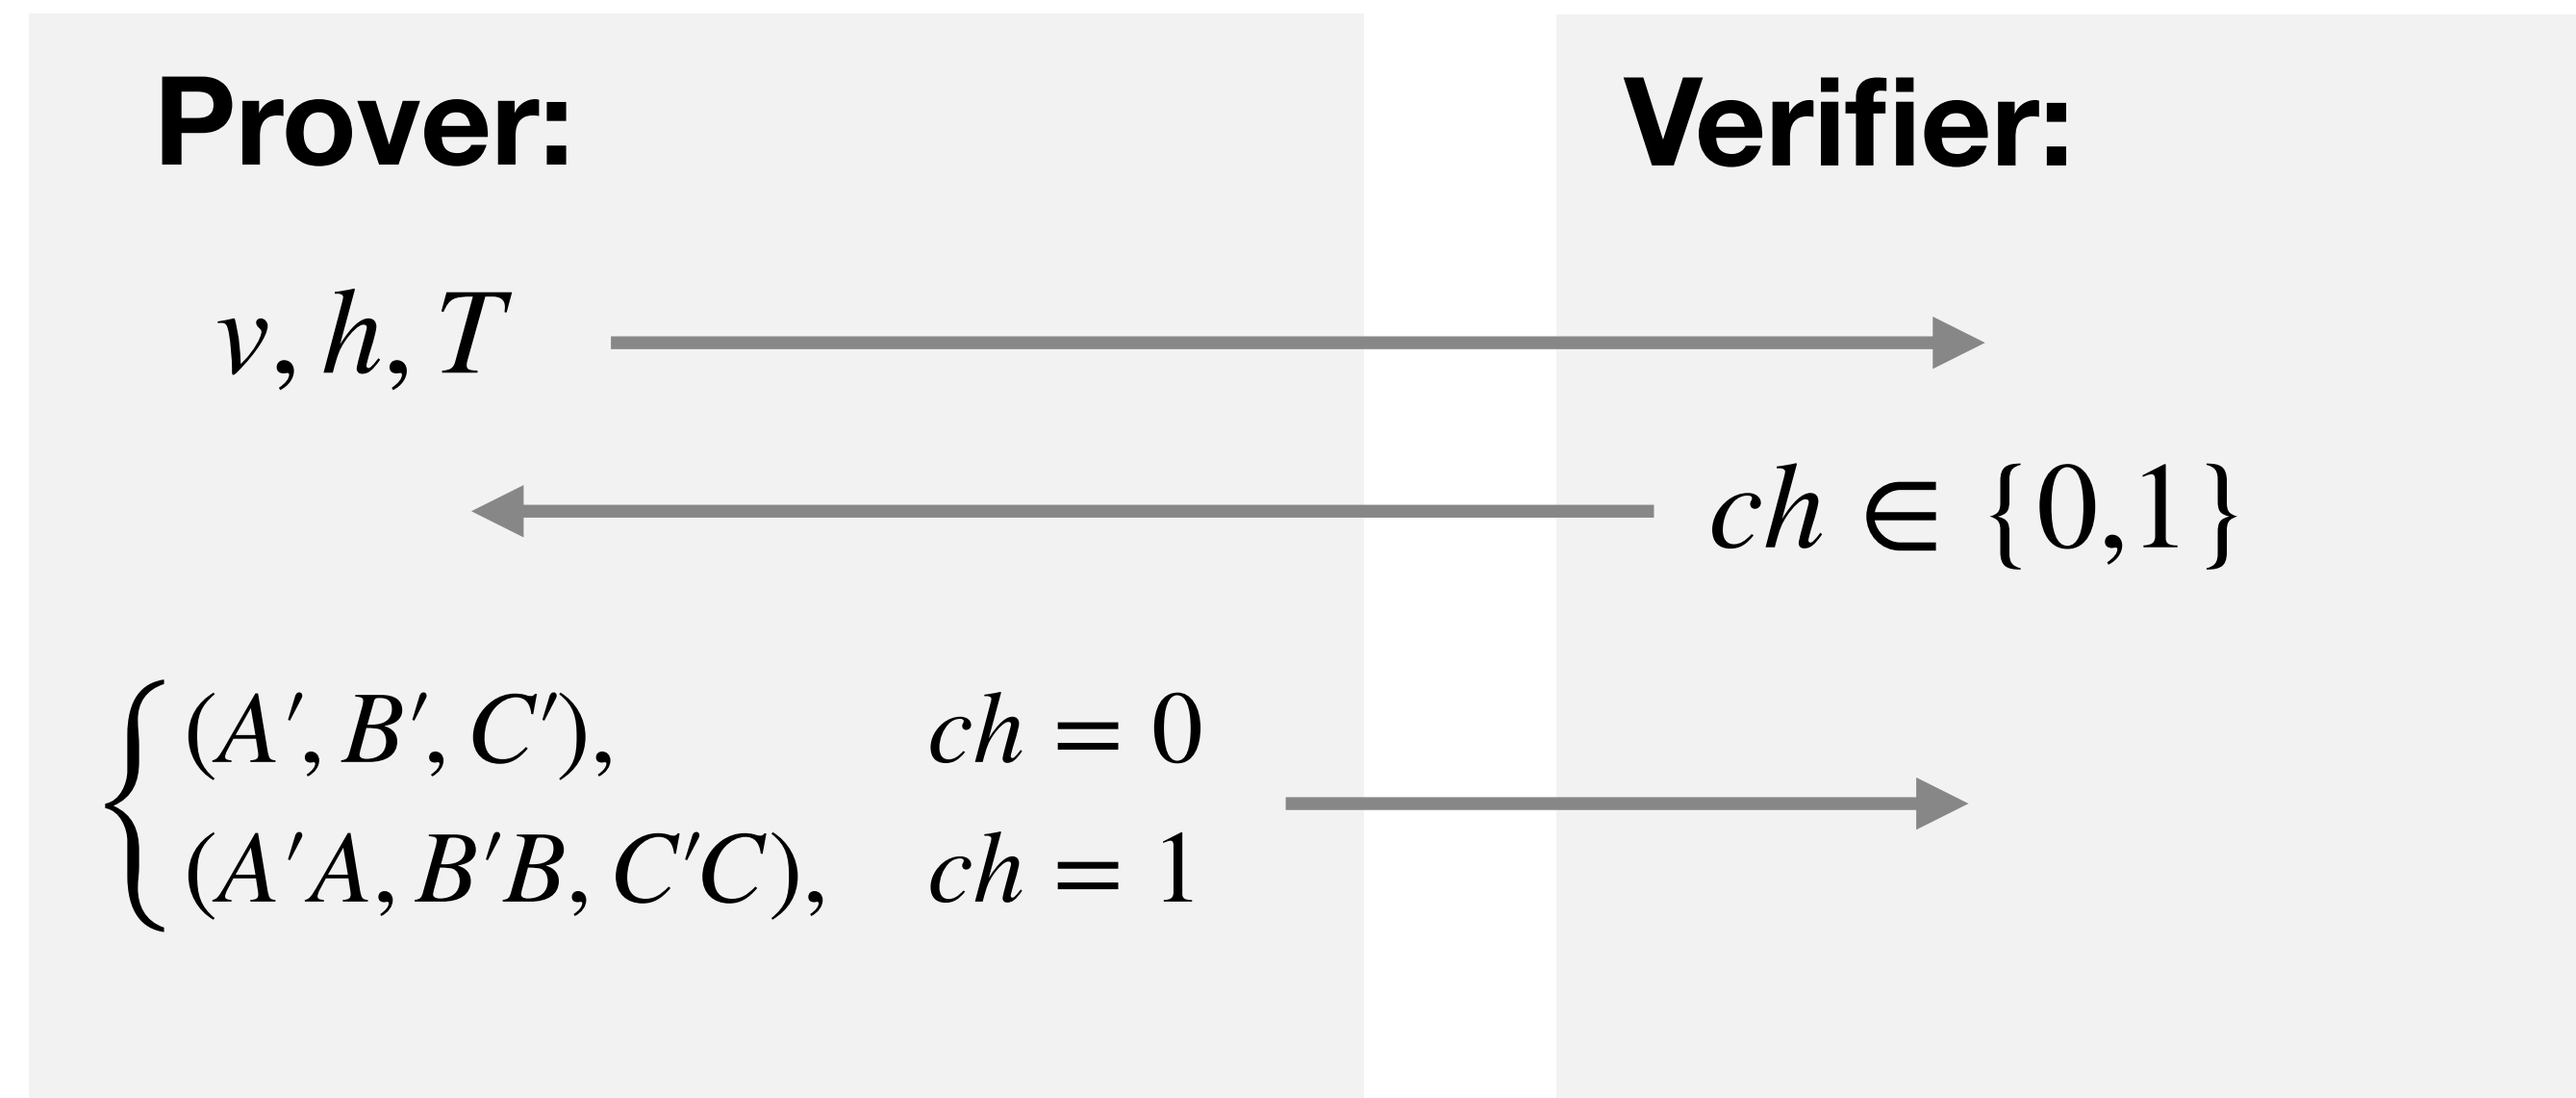 Prover:
Verifier:
v, h, T
ch ∈ {0,1}
(A′, B′, C′), ch = 0
(A′A, B′B, C′C), ch = 1